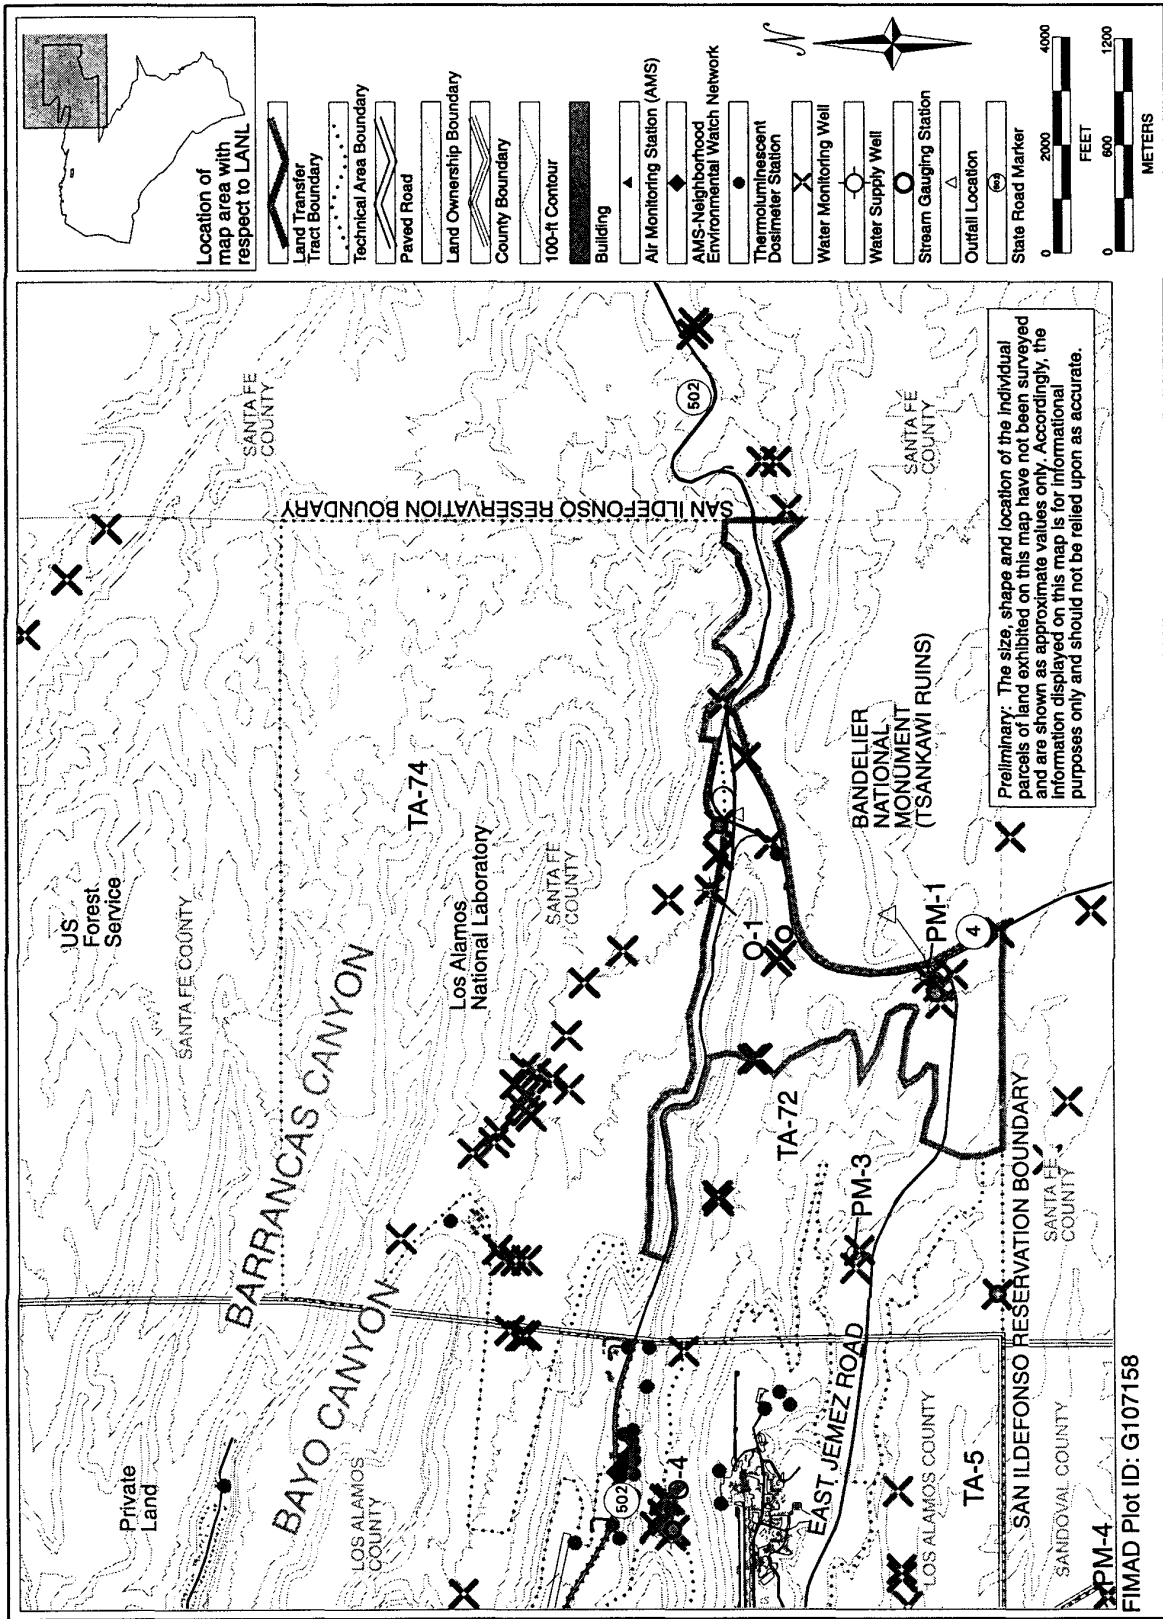 Location of
map area with
respect to LANL
Land Transfer
Tract Boundary
Technical Area Boundary
Paved Road
Land Ownership Boundary
County Boundary
100-ft Contour
Building
Air Monitoring Station (AMS)
AMS-Neighborhood
Environmental Watch Network
Thermoluminescent
Dosimeter Station
Water Monitoring Well
Water Supply Well
Stream Gauging Station
Outfall Location
State Road Marker
N
0 2000 4000
FEET
0 600 1200
METERS
Private
Land
US
Forest
Service
SANTA FE COUNTY
SANTA FE
COUNTY
BARRANCAS CANYON
BAYO CANYON
LOS ALAMOS
COUNTY
TA-74
Los Alamos
National Laboratory
SANTA FE
COUNTY
SAN ILDEFONSO RESERVATION BOUNDARY
502
502
O-4
O-1
TA-72
PM-3
EAST JEMEZ ROAD
PM-1
4
BANDELIER
NATIONAL
MONUMENT
(TSANKAWI RUINS)
SANTA FE
COUNTY
LOS ALAMOS COUNTY
TA-5
SAN ILDEFONSO RESERVATION BOUNDARY
SANDOVAL COUNTY
SANTA FE
COUNTY
PM-4
Preliminary: The size, shape and location of the individual
parcels of land exhibited on this map have not been surveyed
and are shown as approximate values only. Accordingly, the
information displayed on this map is for informational
purposes only and should not be relied upon as accurate.
FIMAD Plot ID: G107158